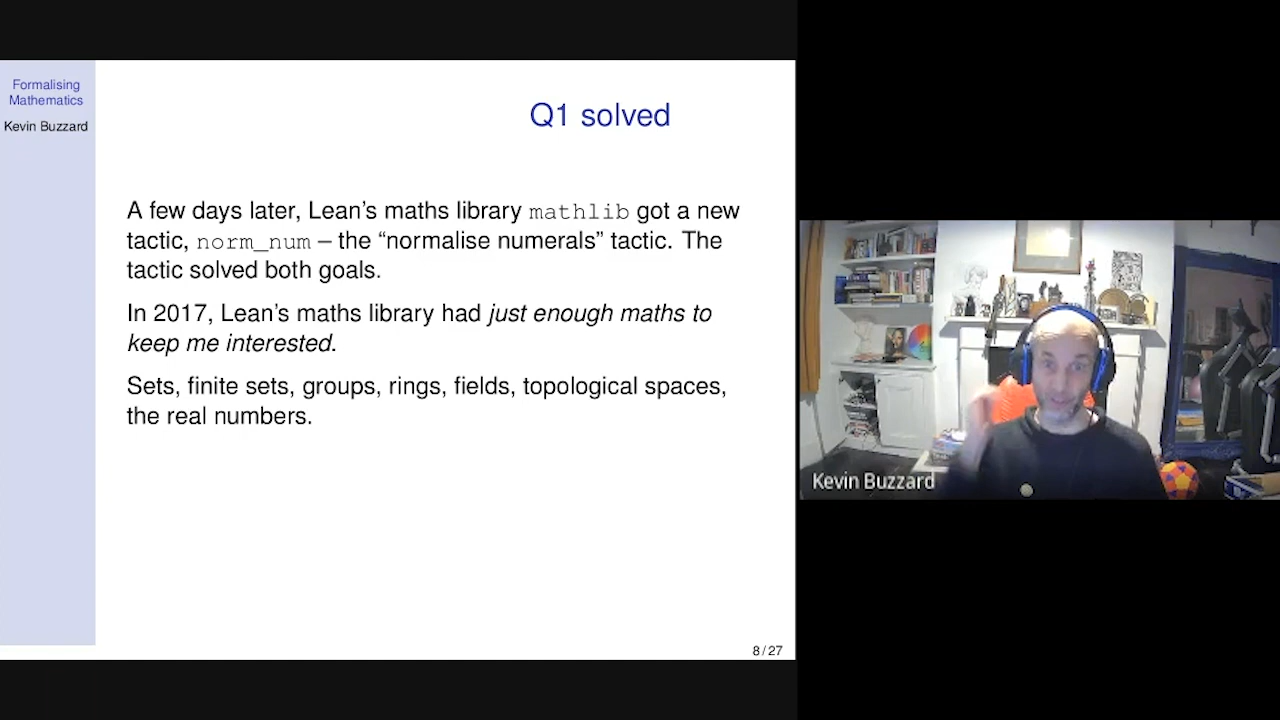 Formalising
Mathematics
Kevin Buzzard
Q1 solved
A few days later, Lean’s maths library mathlib got a new
tactic, norm_num – the “normalise numerals” tactic. The
tactic solved both goals.
In 2017, Lean’s maths library had just enough maths to
keep me interested.
Sets, finite sets, groups, rings, fields, topological spaces,
the real numbers.
8 / 27
Kevin Buzzard